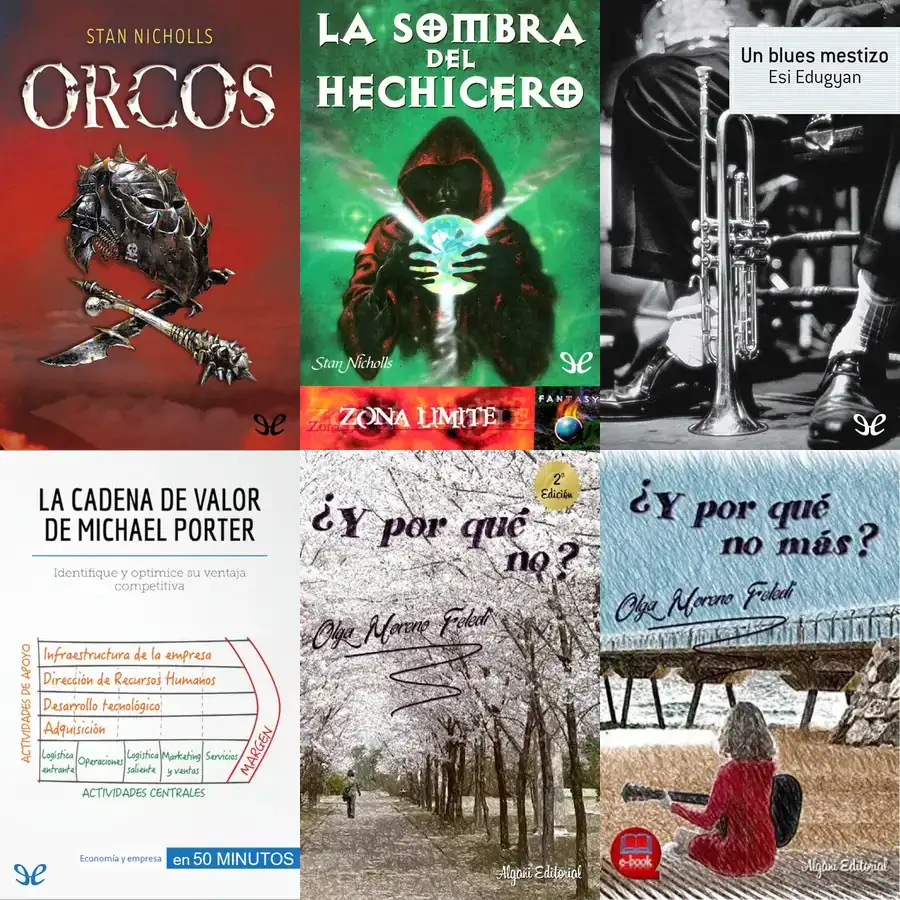 STAN NICHOLLS
ORCOS
LA SOMBRA
DEL
HECHICERO
Stan Nicholls
ZONA LIMITE
FANTASY
Un blues mestizo
Esi Edugyan
LA CADENA DE VALOR
DE MICHAEL PORTER
Identifique y optimice su ventaja
competitiva
ACTIVIDADES DE APOYO
Infraestructura de la empresa
Dirección de Recursos Humanos
Desarrollo tecnológico
Adquisición
Logística
entrante
Operaciones
Logística
saliente
Marketing
y ventas
Servicios
MARGEN
ACTIVIDADES CENTRALES
Economía y empresa
en 50 MINUTOS
2ª
Edición
¿Y por qué
no?
Olga Moreno Feledi
Algani Editorial
¿Y por qué
no más?
Olga Moreno Feledi
e-book
Algani Editorial